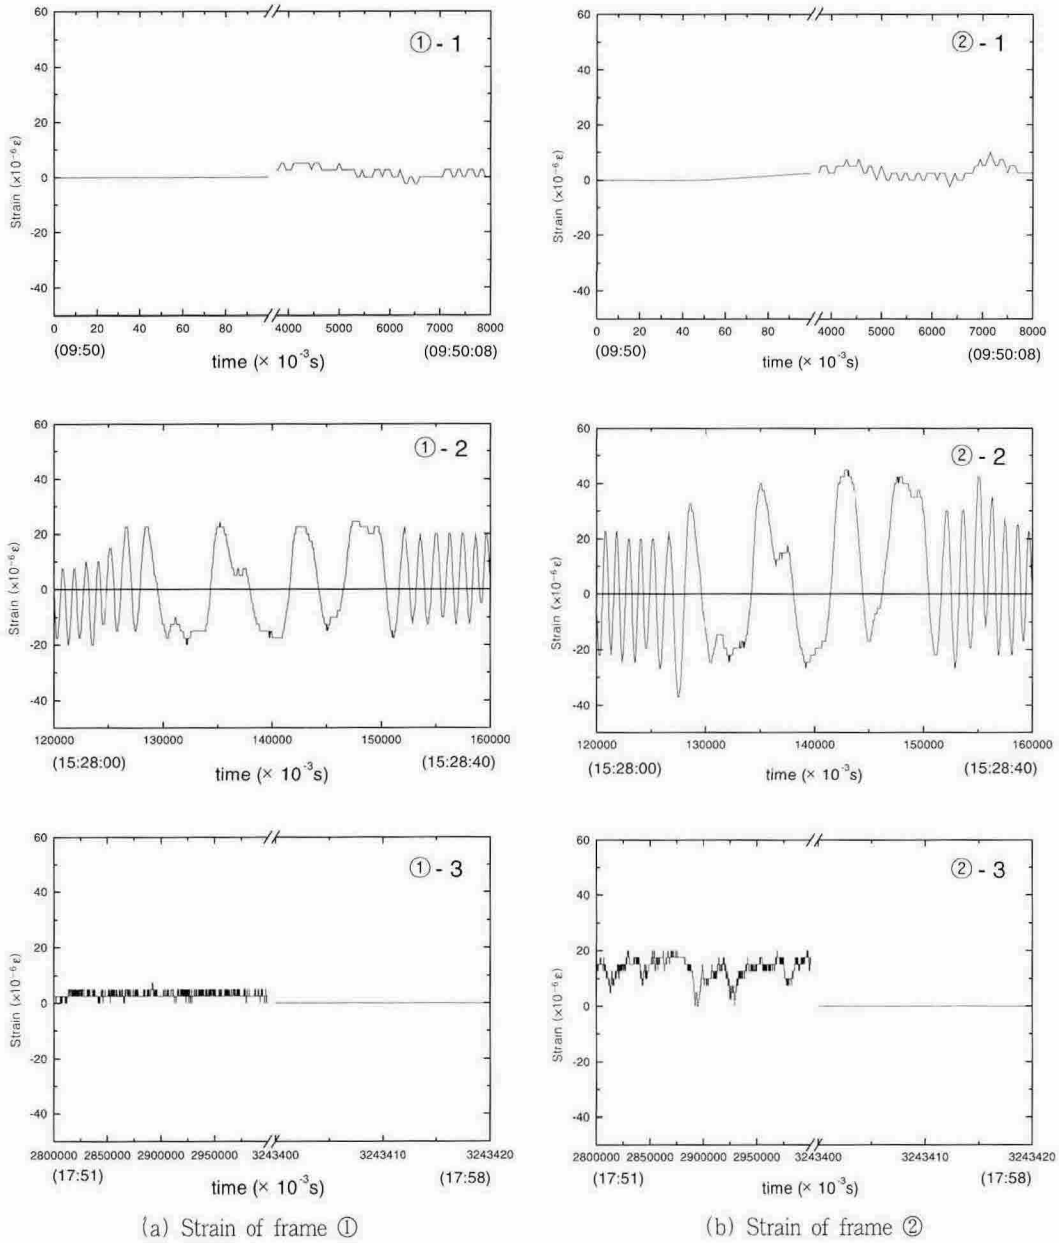 ① - 1
60
40
20
0
-20
-40
Strain (×10⁻⁶ ε)
0 20 40 60 80 4000 5000 6000 7000 8000
(09:50) (09:50:08)
time (× 10⁻³s)
② - 1
60
40
20
0
-20
-40
Strain (×10⁻⁶ ε)
0 20 40 60 80 4000 5000 6000 7000 8000
(09:50) (09:50:08)
time (× 10⁻³s)
① - 2
60
40
20
0
-20
-40
Strain (×10⁻⁶ ε)
120000 130000 140000 150000 160000
(15:28:00) (15:28:40)
time (× 10⁻³s)
② - 2
60
40
20
0
-20
-40
Strain (×10⁻⁶ ε)
120000 130000 140000 150000 160000
(15:28:00) (15:28:40)
time (× 10⁻³s)
① - 3
60
40
20
0
-20
-40
Strain (×10⁻⁶ ε)
2800000 2850000 2900000 2950000 3243400 3243410 3243420
(17:51) (17:58)
time (× 10⁻³s)
② - 3
60
40
20
0
-20
-40
Strain (×10⁻⁶ ε)
2800000 2850000 2900000 2950000 3243400 3243410 3243420
(17:51) (17:58)
time (× 10⁻³s)
(a) Strain of frame ①
(b) Strain of frame ②